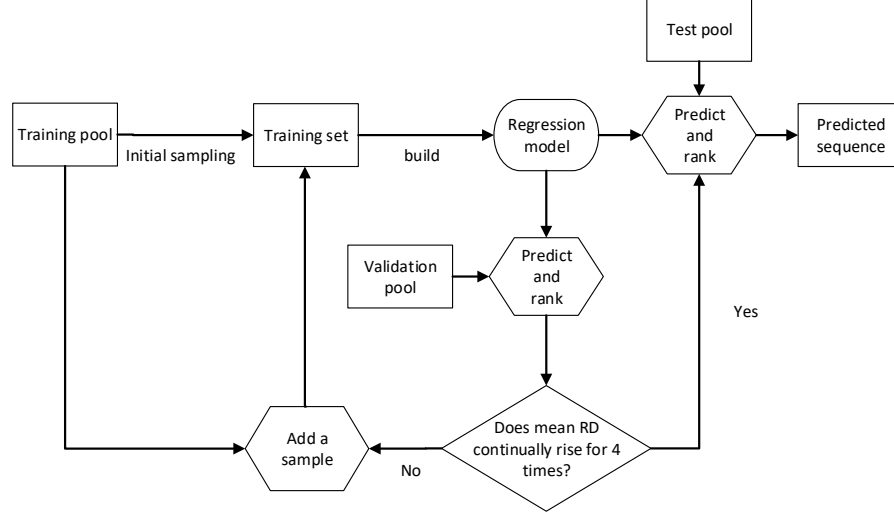 Test pool
Training pool
Initial sampling
Training set
build
Regression
model
Predict
and
rank
Predicted
sequence
Validation
pool
Predict
and
rank
Yes
Add a
sample
No
Does mean RD
continually rise for 4
times?